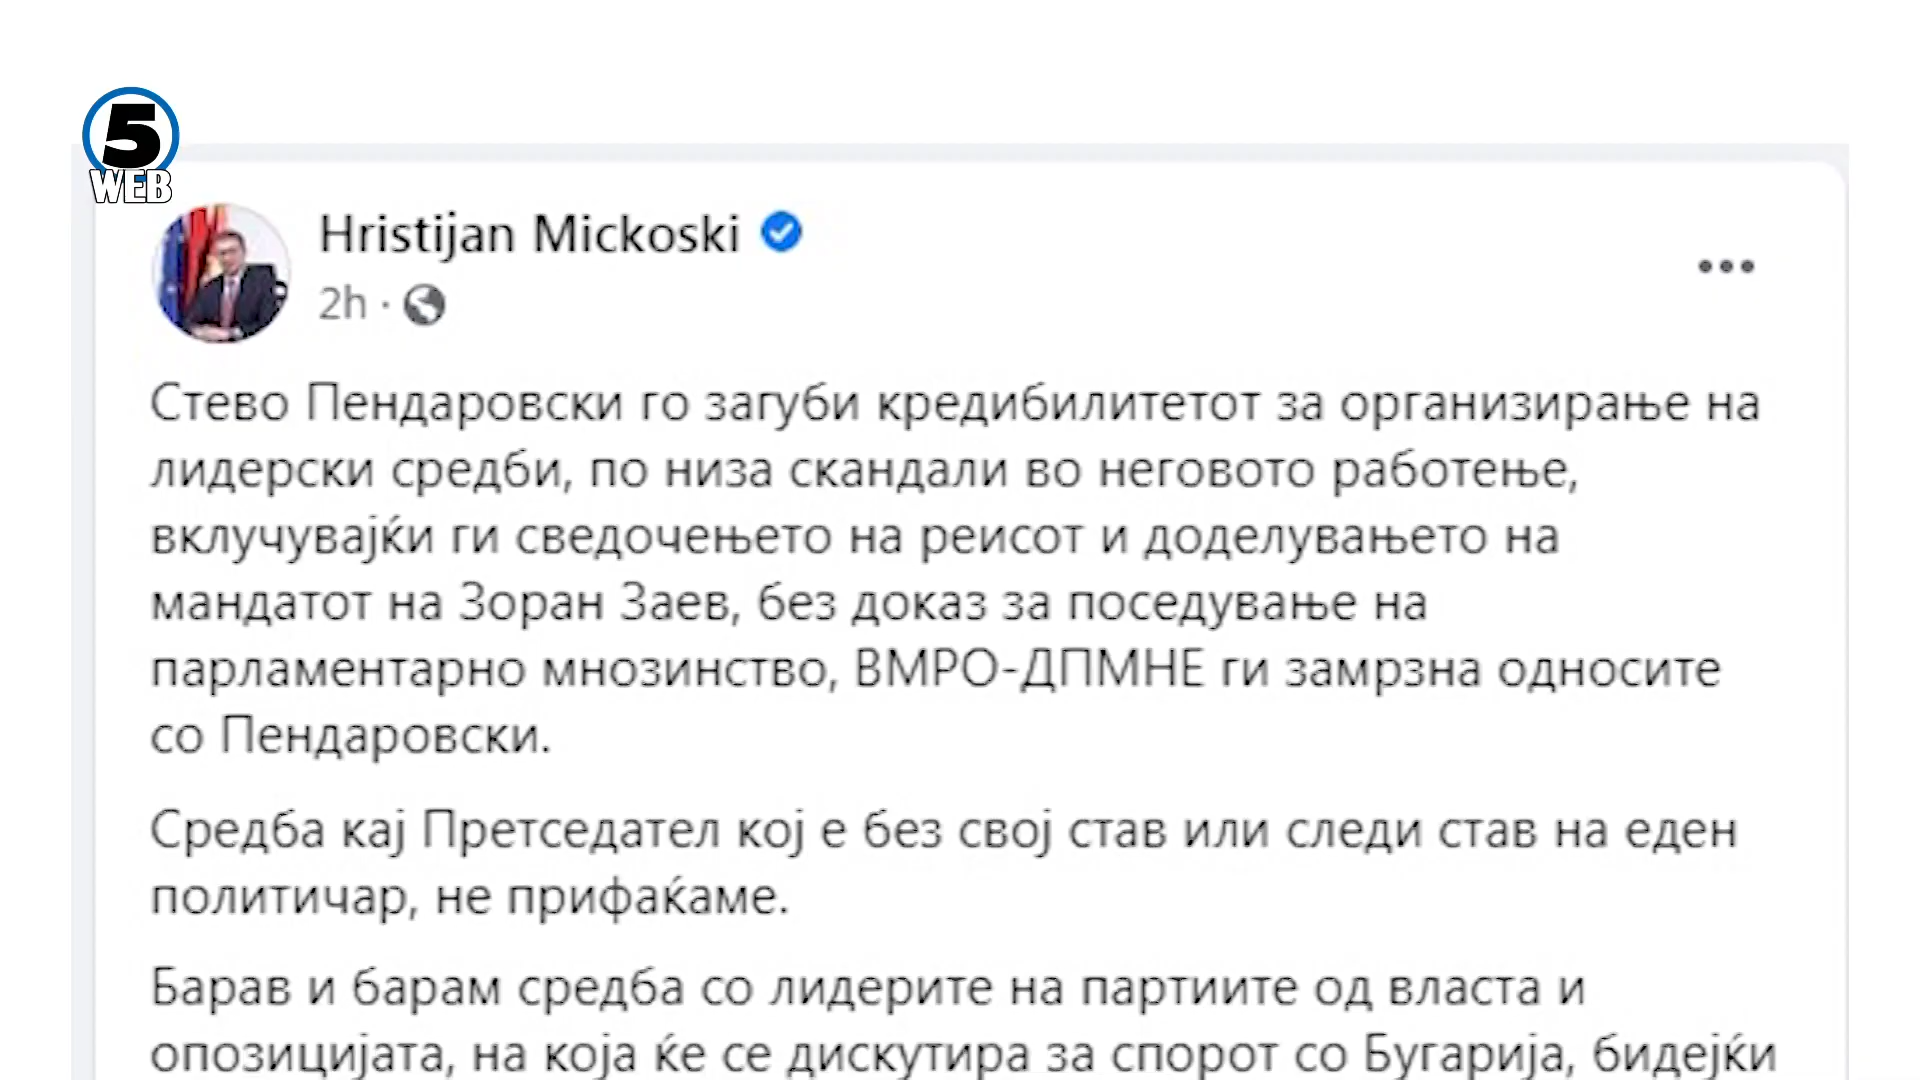 5
WEB
Hristijan Mickoski
2h ·
Стево Пендаровски го загуби кредибилитетот за организирање на
лидерски средби, по низа скандали во неговото работење,
вклучувајќи ги сведочењето на реисот и доделувањето на
мандатот на Зоран Заев, без доказ за поседување на
парламентарно мнозинство, ВМРО-ДПМНЕ ги замрзна односите
со Пендаровски.
Средба кај Претседател кој е без свој став или следи став на еден
политичар, не прифаќаме.
Барав и барам средба со лидерите на партиите од власта и
опозицијата, на која ќе се дискутира за спорот со Бугарија, бидејќи